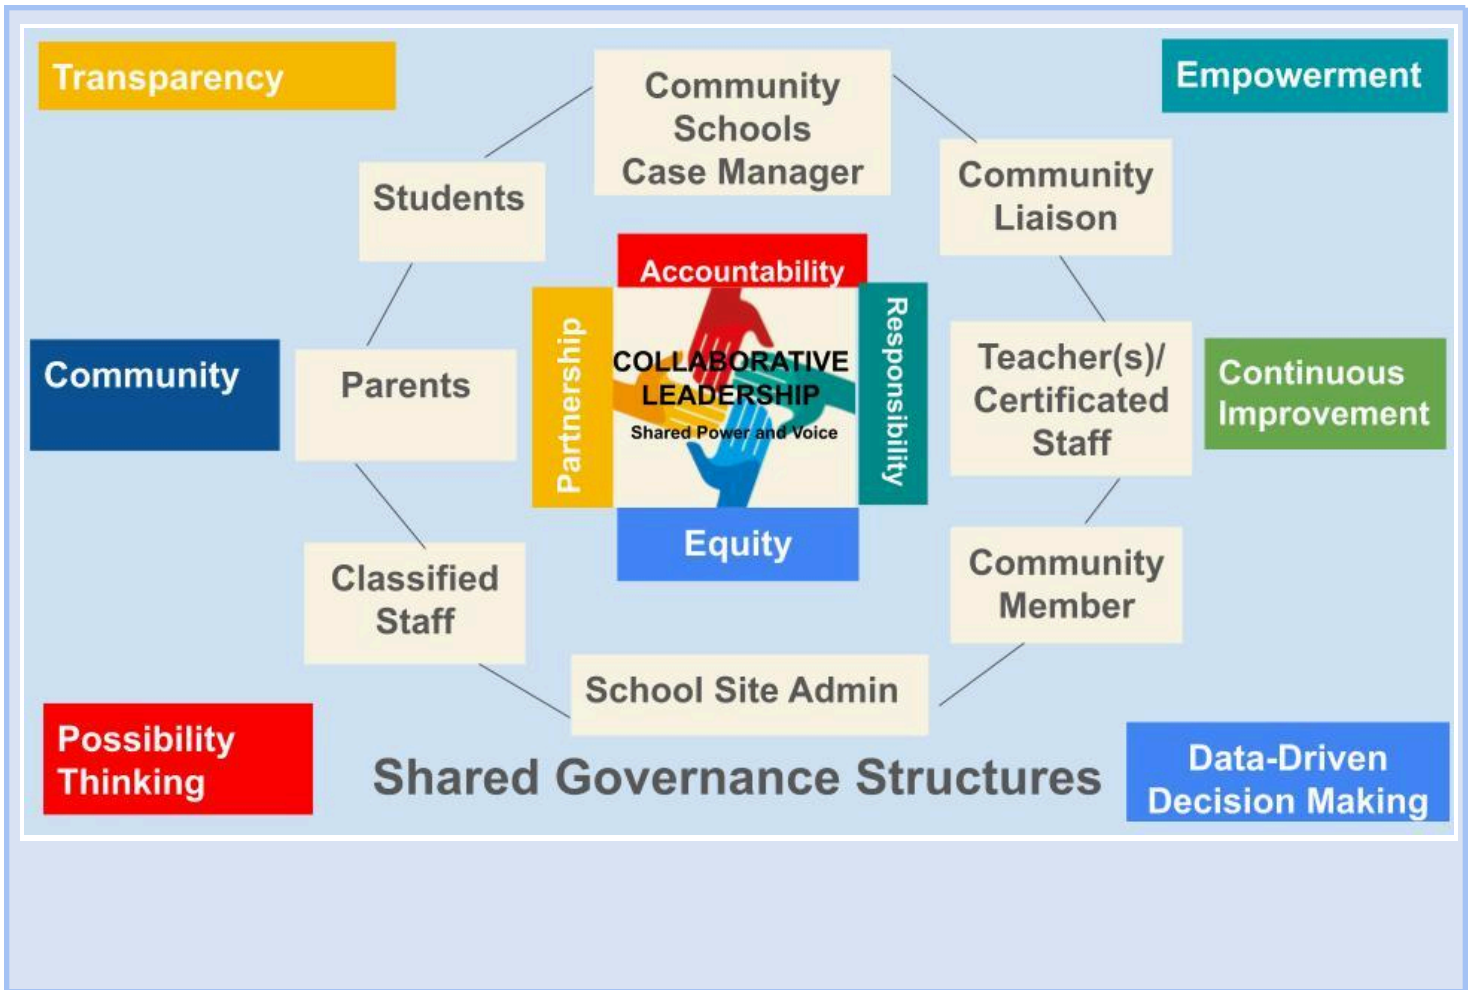 Transparency
Community
Schools
Case Manager
Empowerment
Students
Community
Liaison
Accountability
Partnership
COLLABORATIVE
LEADERSHIP
Shared Power and Voice
Responsibility
Equity
Community
Parents
Teacher(s)/
Certificated
Staff
Continuous
Improvement
Classified
Staff
Community
Member
School Site Admin
Possibility
Thinking
Shared Governance Structures
Data-Driven
Decision Making